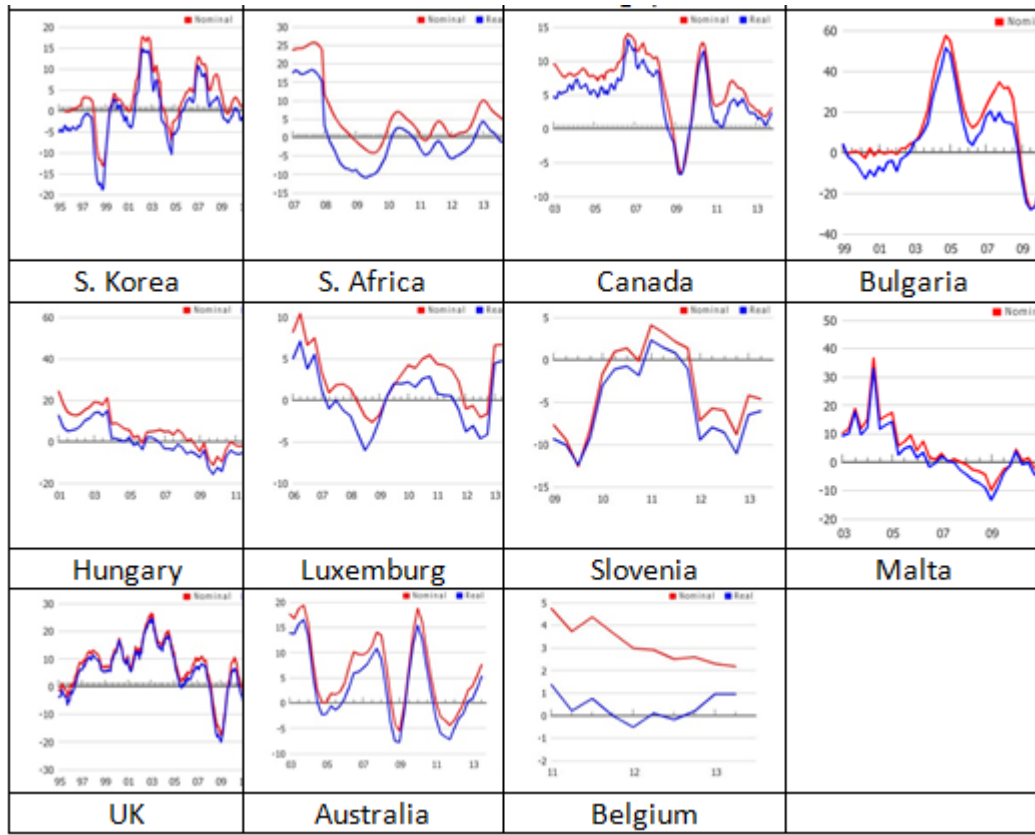 Nominal
20
15
10
5
0
-5
-10
-15
-20
95 97 99 01 03 05 07 09
Nominal Real
30
25
20
15
10
5
0
-5
-10
-15
07 08 09 10 11 12 13
Nominal Real
15
10
5
0
-5
-10
03 05 07 09 11 13
60
40
20
0
-20
-40
99 01 03 05 07 09
S. Korea
S. Africa
Canada
Bulgaria
Nominal
60
40
20
0
-20
01 03 05 07 09 11
Nominal Real
10
5
0
-5
-10
06 07 08 09 10 11 12 13
Nominal Real
5
0
-5
-10
-15
09 10 11 12 13
50
40
30
20
10
0
-10
-20
03 05 07 09
Hungary
Luxemburg
Slovenia
Malta
Nominal
30
20
10
0
-10
-20
-30
95 97 99 01 03 05 07 09
Nominal Real
20
15
10
5
0
-5
-10
03 05 07 09 11 13
Nominal Real
5
4
3
2
1
0
-1
-2
11 12 13
UK
Australia
Belgium